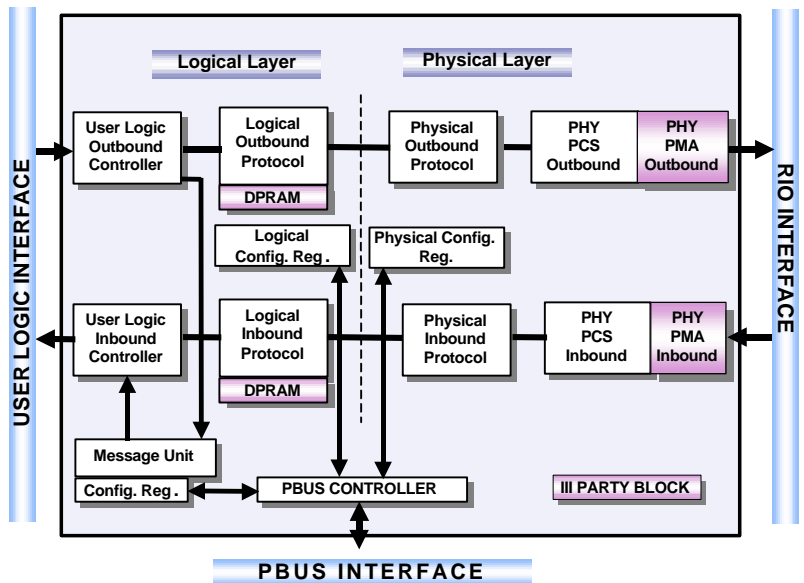 Logical Layer
Physical Layer
USER LOGIC INTERFACE
User Logic
Outbound
Controller
Logical
Outbound
Protocol
DPRAM
Physical
Outbound
Protocol
PHY
PCS
Outbound
PHY
PMA
Outbound
RIO INTERFACE
Logical
Config. Reg.
Physical Config.
Reg.
User Logic
Inbound
Controller
Logical
Inbound
Protocol
DPRAM
Physical
Inbound
Protocol
PHY
PCS
Inbound
PHY
PMA
Inbound
Message Unit
Config. Reg.
PBUS CONTROLLER
III PARTY BLOCK
PBUS INTERFACE